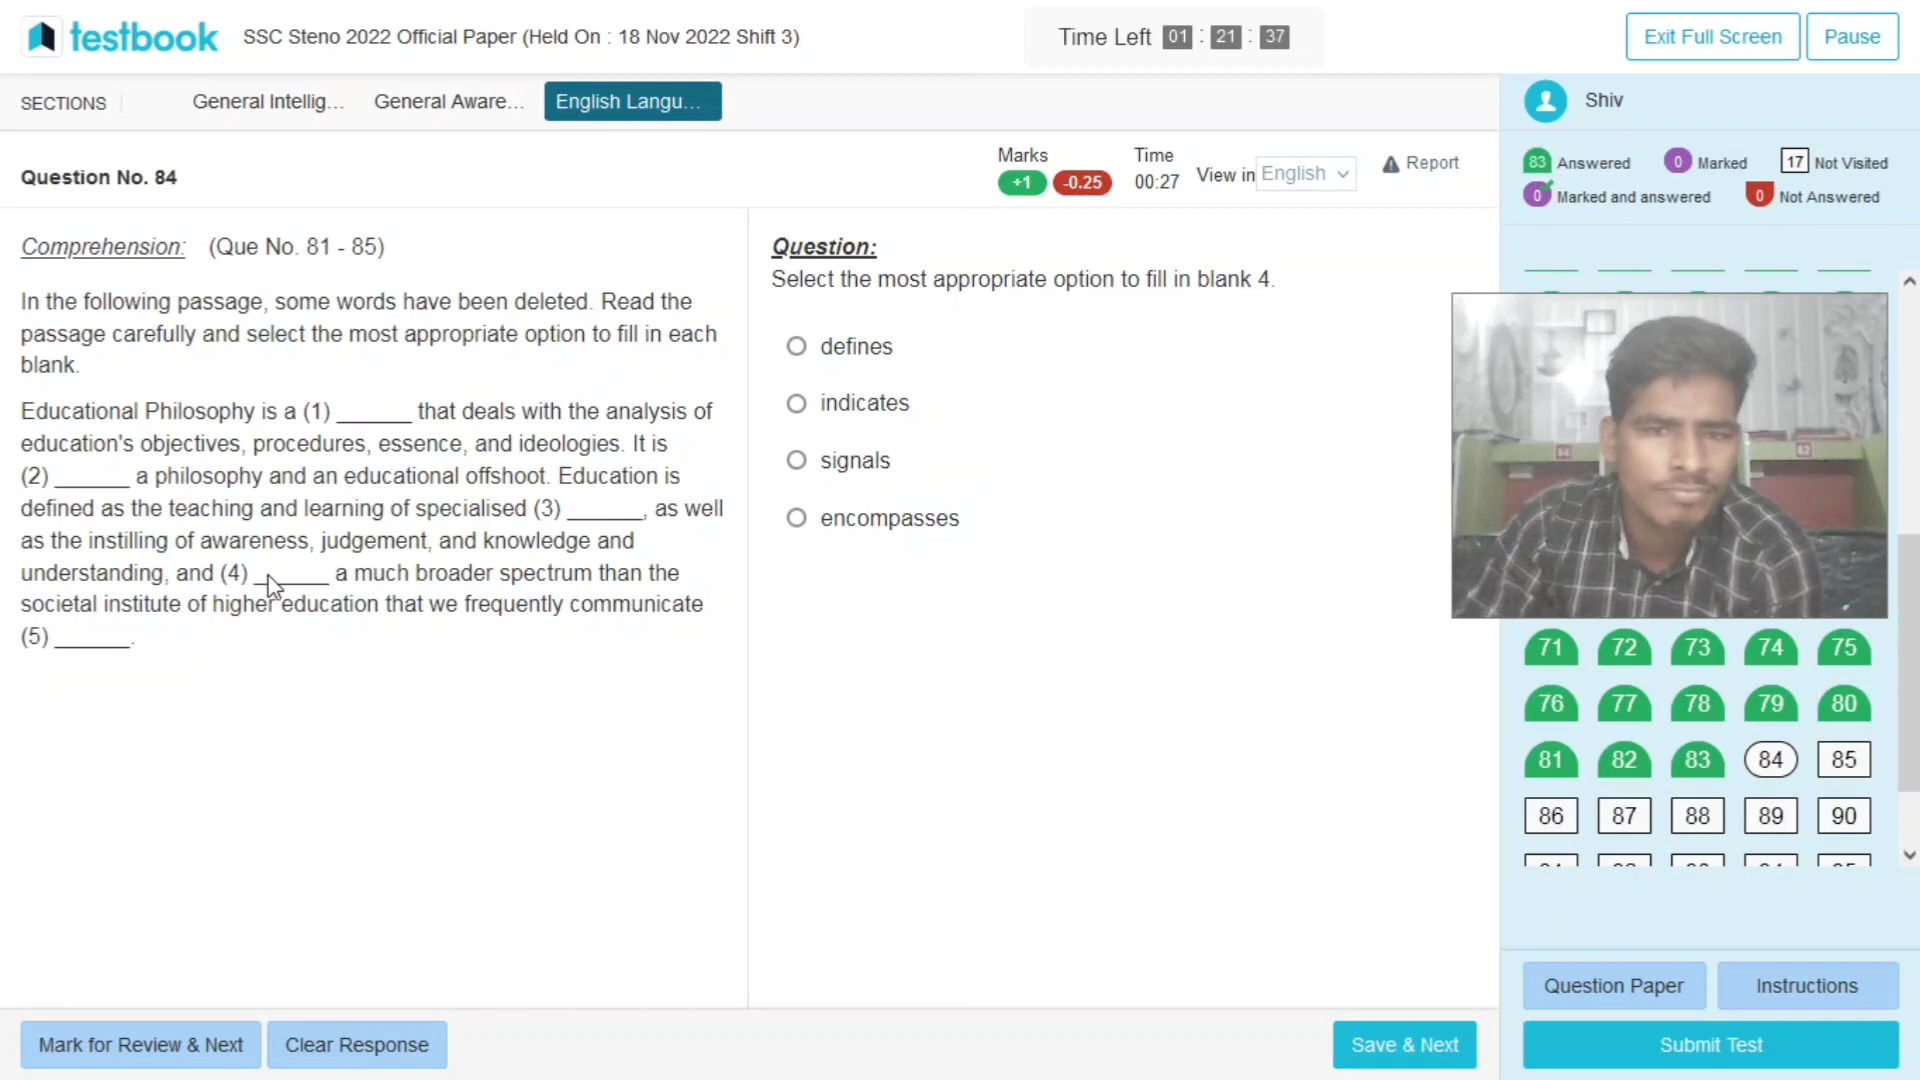 testbook
SSC Steno 2022 Official Paper (Held On : 18 Nov 2022 Shift 3)
Time Left 01 : 21 : 37
Exit Full Screen
Pause
SECTIONS
General Intellig...
General Aware...
English Langu...
Shiv
83 Answered
0 Marked
17 Not Visited
0 Marked and answered
0 Not Answered
Question No. 84
Marks
+1
-0.25
Time
00:27
View in
English
Report
Comprehension: (Que No. 81 - 85)
In the following passage, some words have been deleted. Read the
passage carefully and select the most appropriate option to fill in each
blank.
Educational Philosophy is a (1) ______ that deals with the analysis of
education's objectives, procedures, essence, and ideologies. It is
(2) ______ a philosophy and an educational offshoot. Education is
defined as the teaching and learning of specialised (3) ______, as well
as the instilling of awareness, judgement, and knowledge and
understanding, and (4) ______ a much broader spectrum than the
societal institute of higher education that we frequently communicate
(5) ______.
Question:
Select the most appropriate option to fill in blank 4.
defines
indicates
signals
encompasses
71 72 73 74 75
76 77 78 79 80
81 82 83 84 85
86 87 88 89 90
Question Paper
Instructions
Mark for Review & Next
Clear Response
Save & Next
Submit Test